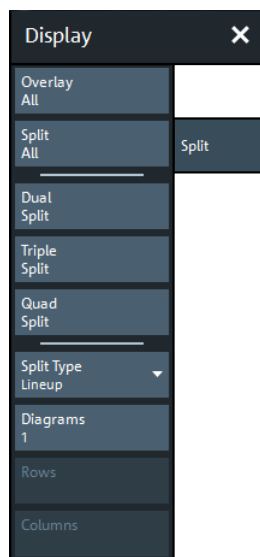 Display
Overlay
All
Split
All
Split
Dual
Split
Triple
Split
Quad
Split
Split Type
Lineup
Diagrams
1
Rows
Columns